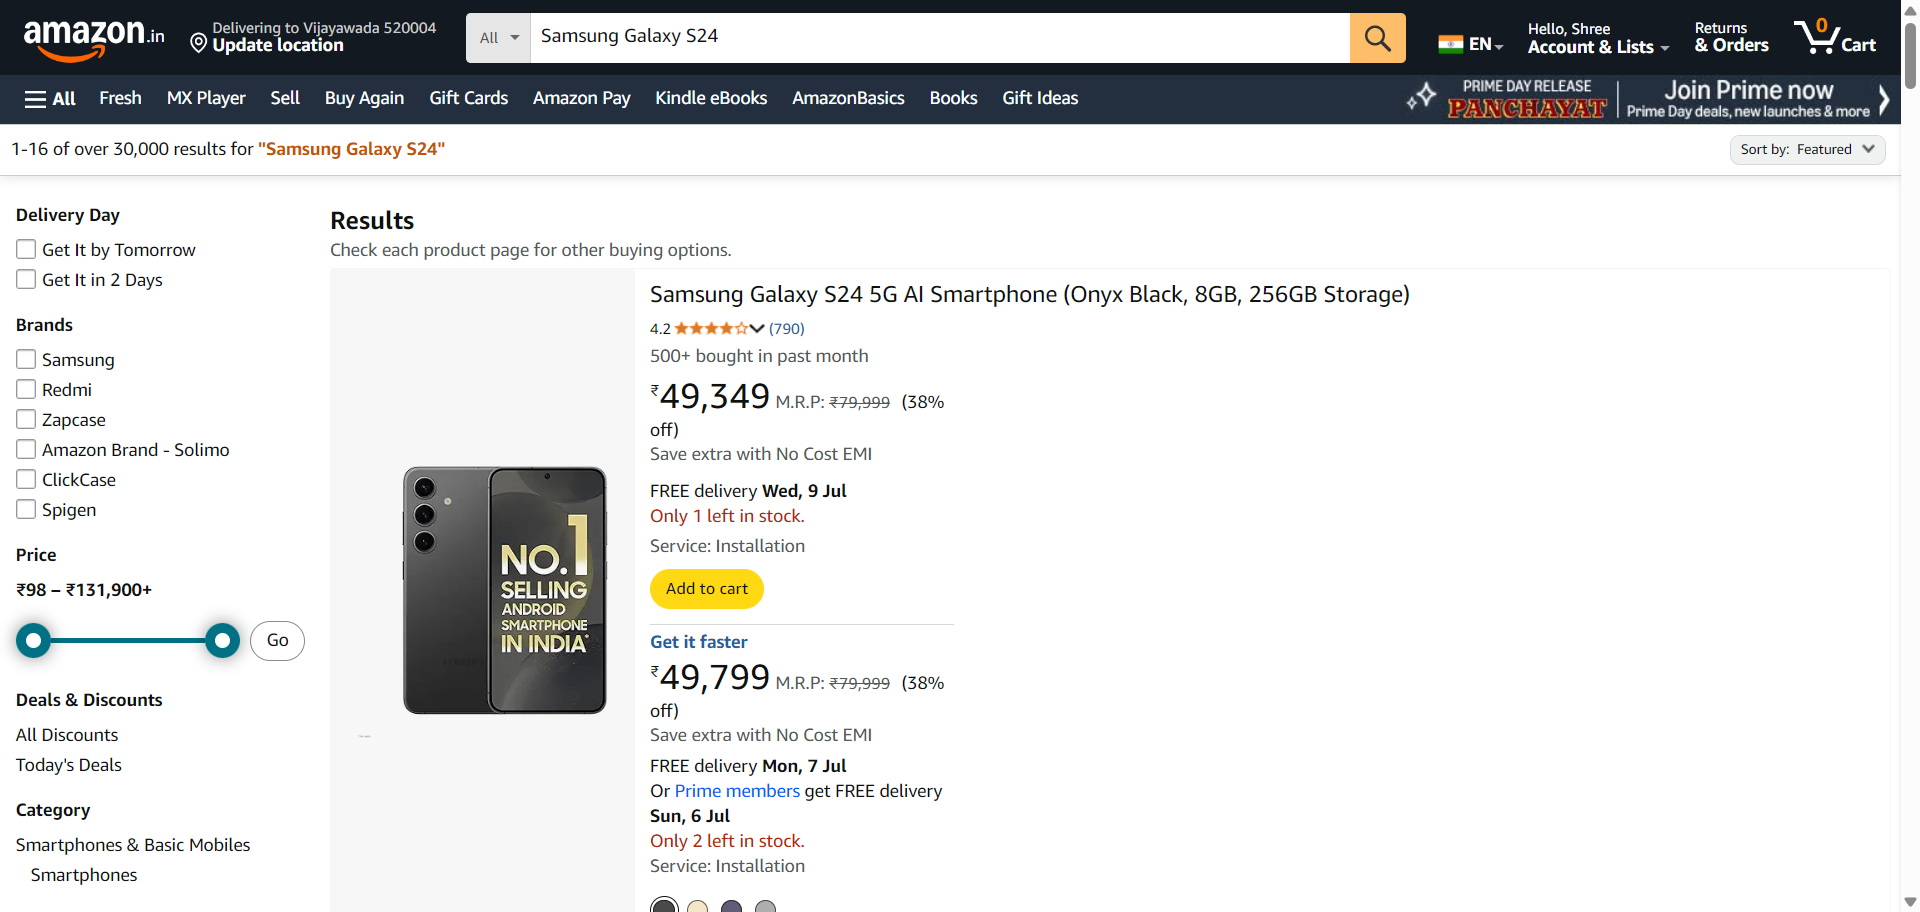 amazon.in
Delivering to Vijayawada 520004
Update location
All
Samsung Galaxy S24
EN
Hello, Shree
Account & Lists
Returns
& Orders
0
Cart
All
Fresh
MX Player
Sell
Buy Again
Gift Cards
Amazon Pay
Kindle eBooks
AmazonBasics
Books
Gift Ideas
PRIME DAY RELEASE
PANCHAYAT
Join Prime now
Prime Day deals, new launches & more
1-16 of over 30,000 results for "Samsung Galaxy S24"
Sort by: Featured
Delivery Day
Get It by Tomorrow
Get It in 2 Days
Brands
Samsung
Redmi
Zapcase
Amazon Brand - Solimo
ClickCase
Spigen
Price
₹98 – ₹131,900+
Go
Deals & Discounts
All Discounts
Today's Deals
Category
Smartphones & Basic Mobiles
Smartphones
Results
Check each product page for other buying options.
NO.1
SELLING
ANDROID
SMARTPHONE
IN INDIA*
Samsung Galaxy S24 5G AI Smartphone (Onyx Black, 8GB, 256GB Storage)
4.2 (790)
500+ bought in past month
₹49,349 M.R.P: ₹79,999 (38%
off)
Save extra with No Cost EMI
FREE delivery Wed, 9 Jul
Only 1 left in stock.
Service: Installation
Add to cart
Get it faster
₹49,799 M.R.P: ₹79,999 (38%
off)
Save extra with No Cost EMI
FREE delivery Mon, 7 Jul
Or Prime members get FREE delivery
Sun, 6 Jul
Only 2 left in stock.
Service: Installation